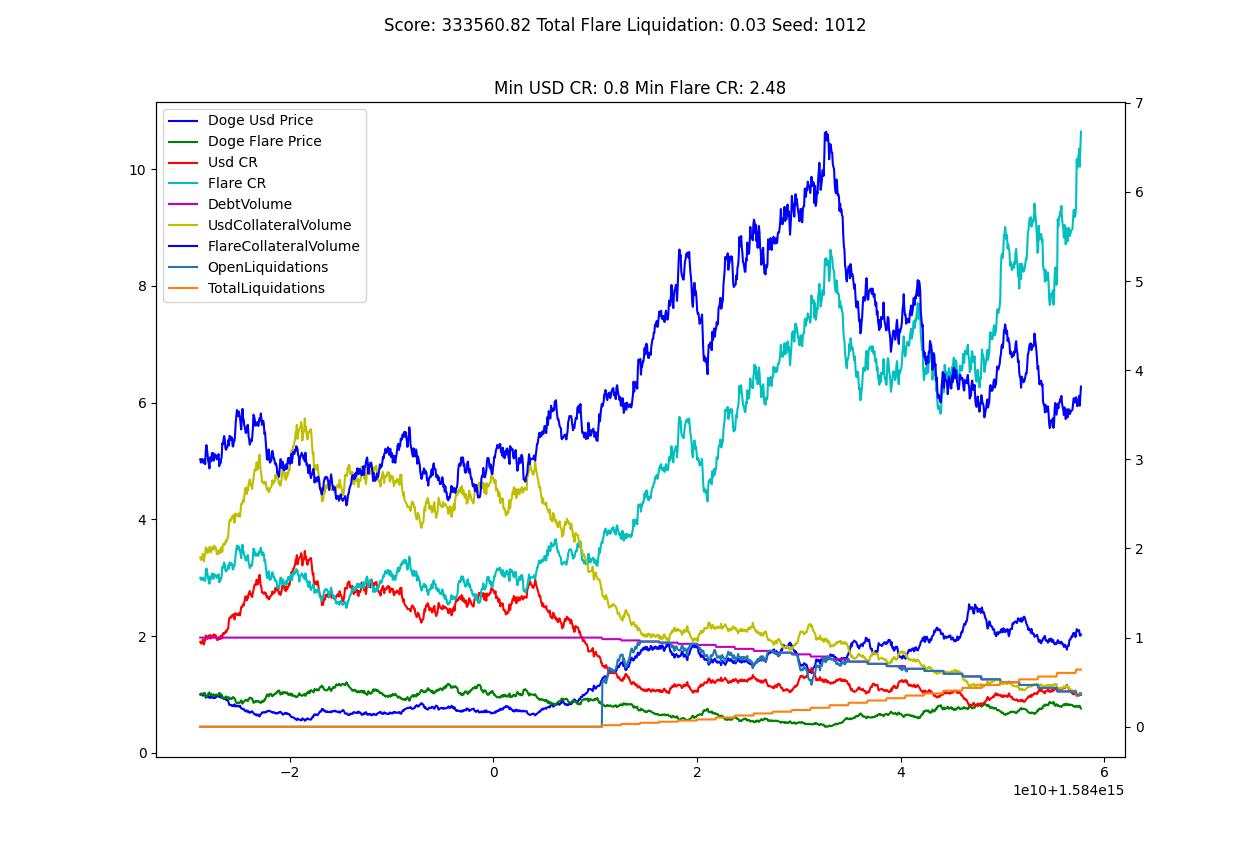 Score: 333560.82 Total Flare Liquidation: 0.03 Seed: 1012
Min USD CR: 0.8 Min Flare CR: 2.48
Doge Usd Price
Doge Flare Price
Usd CR
Flare CR
DebtVolume
UsdCollateralVolume
FlareCollateralVolume
OpenLiquidations
TotalLiquidations
10
8
6
4
2
0
7
6
5
4
3
2
1
0
−2
0
2
4
6
1e10+1.584e15